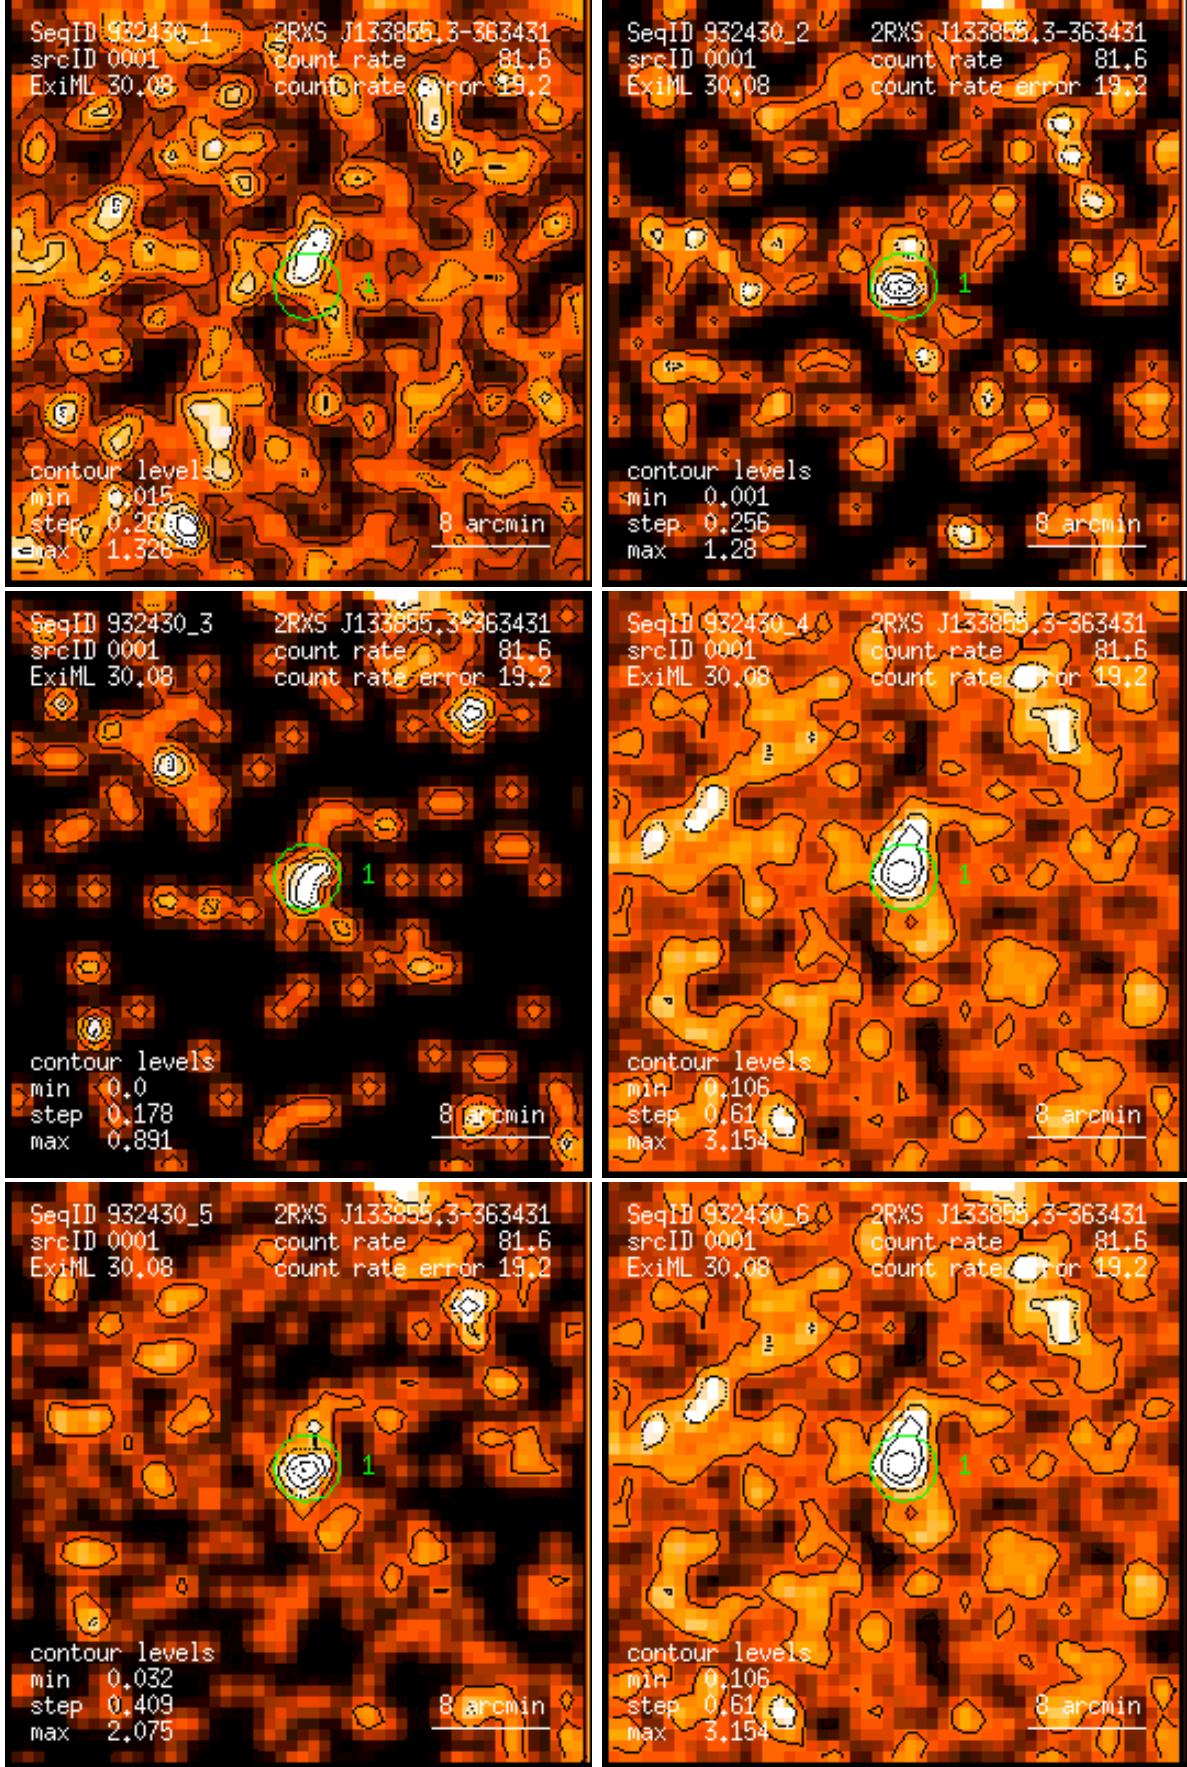 SeqID 932430_1 2RXS J133855.3-363431
srcID 0001 count rate 81.6
ExiML 30.08 count rate error 19.2
1
contour levels
min 0.015
step 0.262
max 1.326
8 arcmin
SeqID 932430_2 2RXS J133855.3-363431
srcID 0001 count rate 81.6
ExiML 30.08 count rate error 19.2
1
contour levels
min 0.001
step 0.256
max 1.28
8 arcmin
SeqID 932430_3 2RXS J133855.3-363431
srcID 0001 count rate 81.6
ExiML 30.08 count rate error 19.2
1
contour levels
min 0.0
step 0.178
max 0.891
8 arcmin
SeqID 932430_4 2RXS J133855.3-363431
srcID 0001 count rate 81.6
ExiML 30.08 count rate error 19.2
1
contour levels
min 0.106
step 0.61
max 3.154
8 arcmin
SeqID 932430_5 2RXS J133855.3-363431
srcID 0001 count rate 81.6
ExiML 30.08 count rate error 19.2
1
contour levels
min 0.032
step 0.409
max 2.075
8 arcmin
SeqID 932430_6 2RXS J133855.3-363431
srcID 0001 count rate 81.6
ExiML 30.08 count rate error 19.2
1
contour levels
min 0.106
step 0.61
max 3.154
8 arcmin